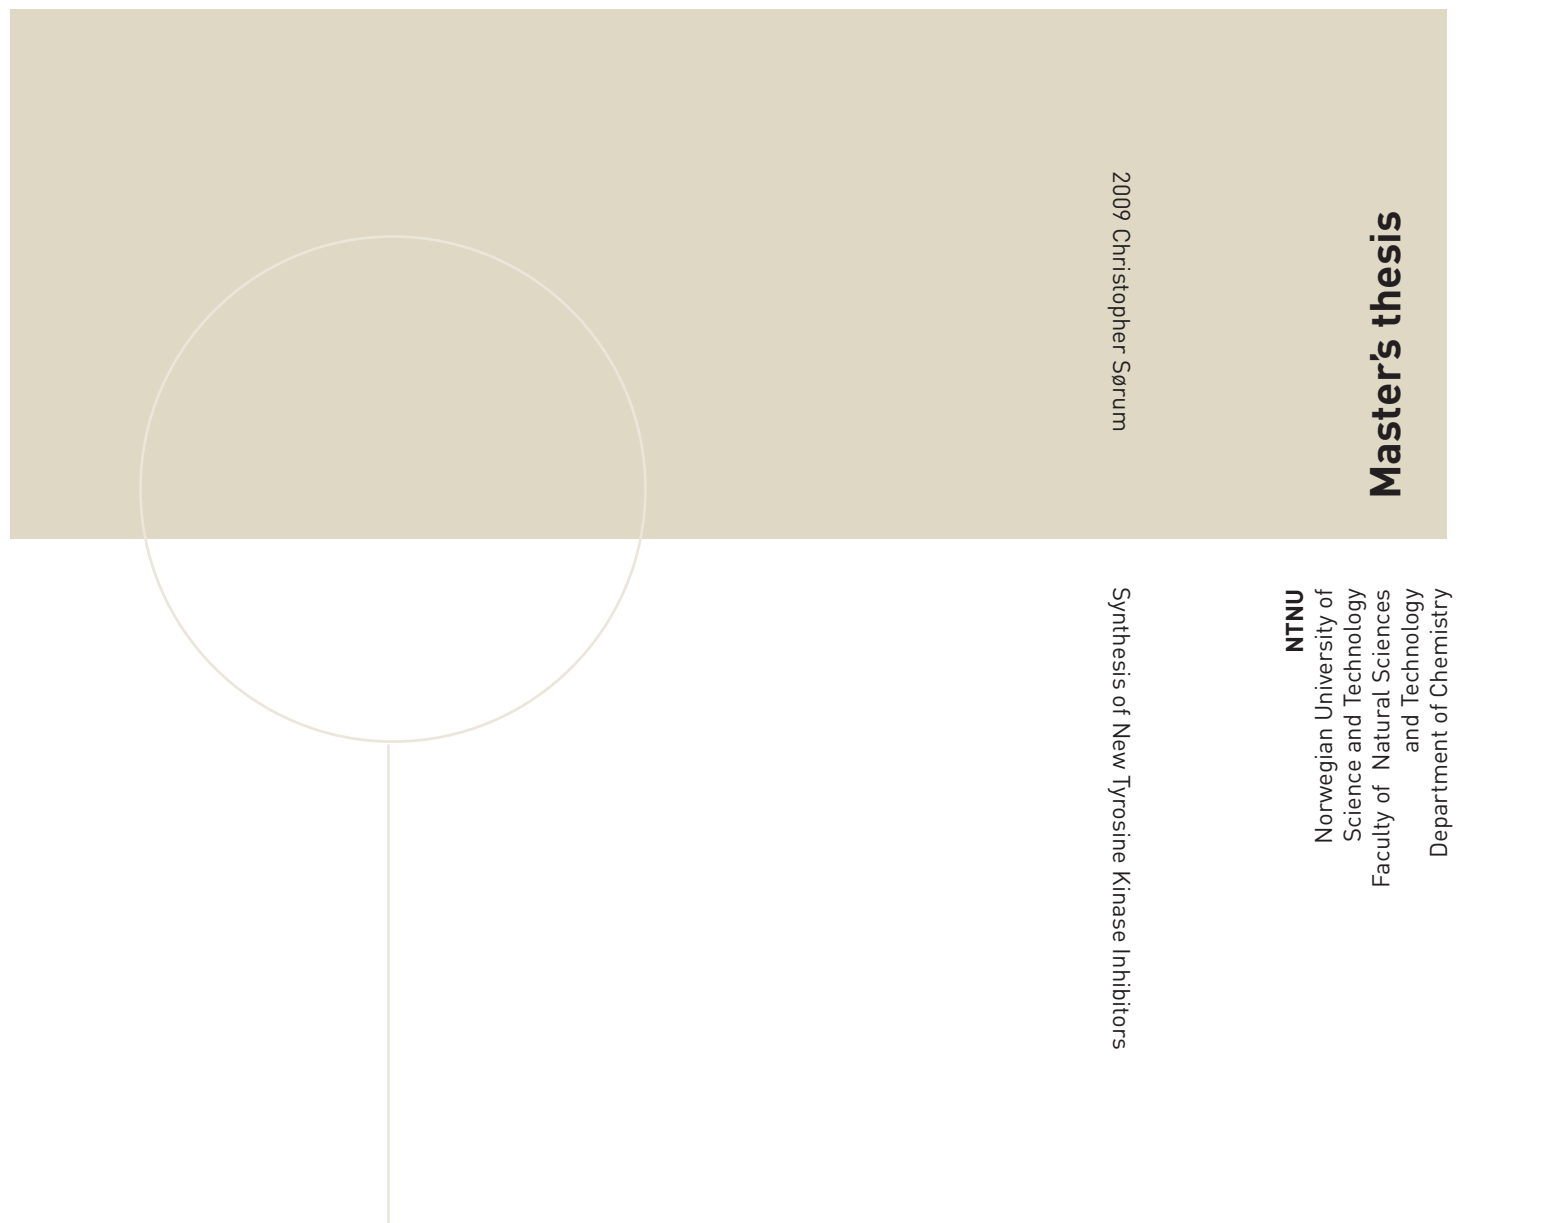 2009 Christopher Sørum
Synthesis of New Tyrosine Kinase Inhibitors
Master's thesis
NTNU
Norwegian University of
Science and Technology
Faculty of Natural Sciences
and Technology
Department of Chemistry